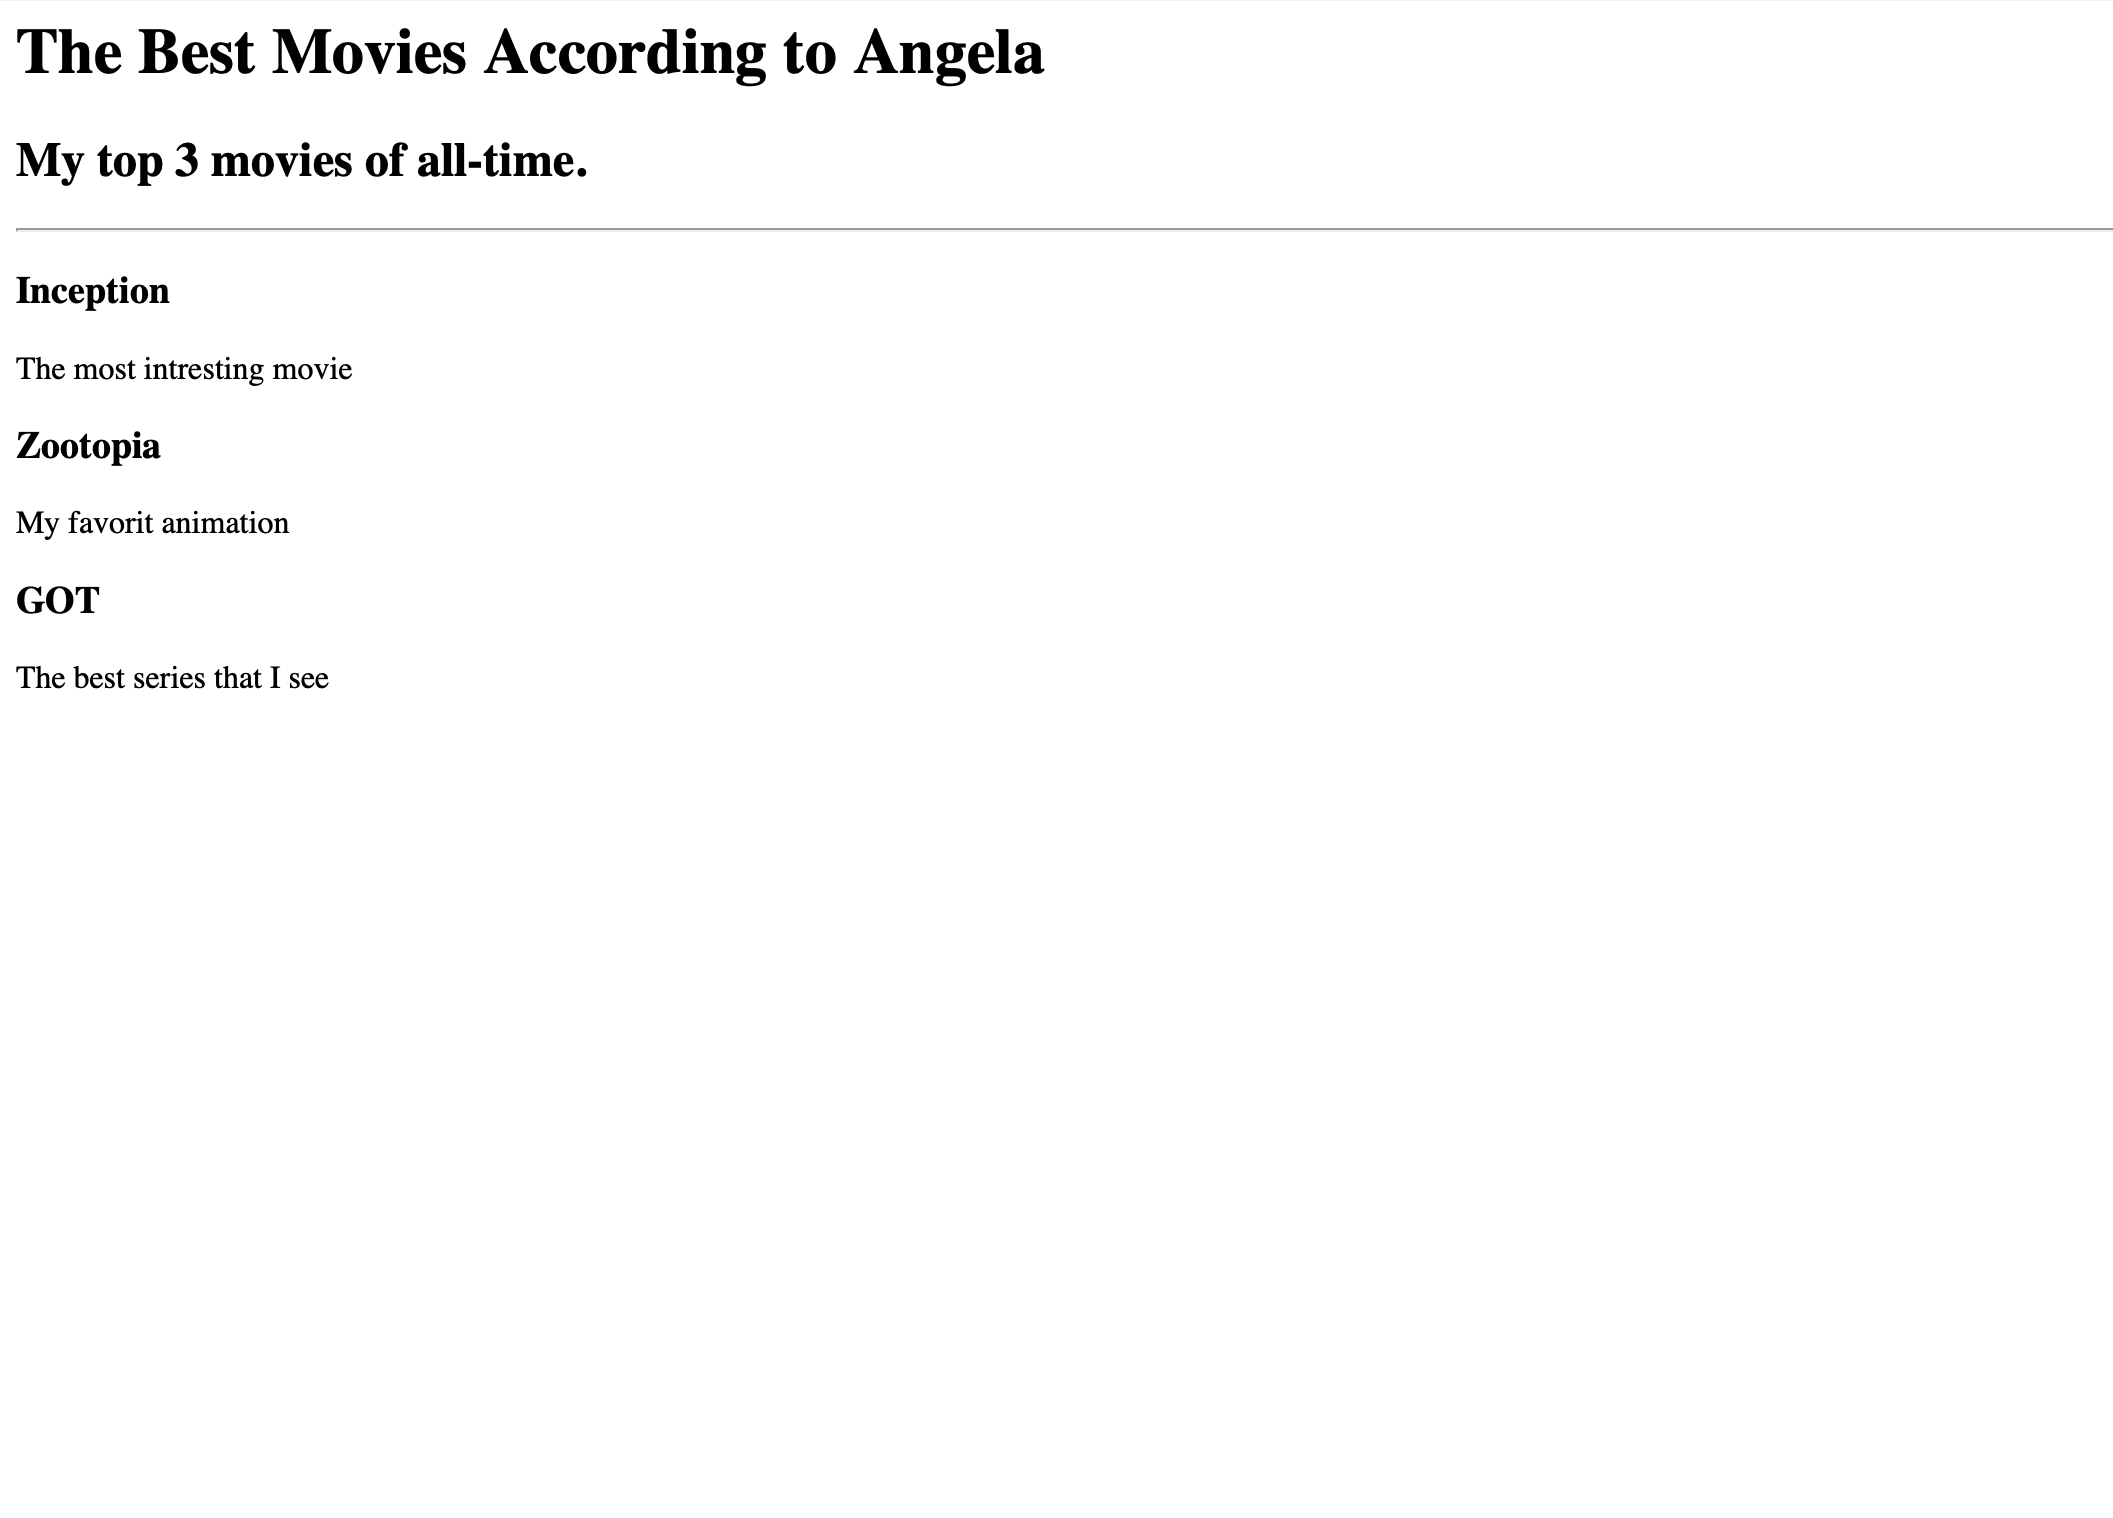 The Best Movies According to Angela
My top 3 movies of all-time.
Inception
The most intresting movie
Zootopia
My favorit animation
GOT
The best series that I see